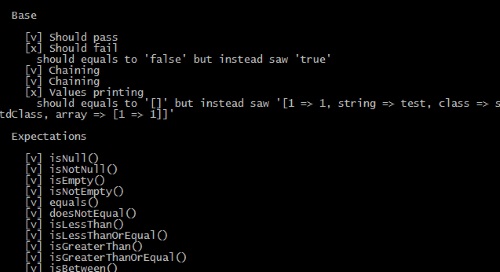 Base
[v] Should pass
[x] Should fail
should equals to 'false' but instead saw 'true'
[v] Chaining
[v] Chaining
[x] Values printing
should equals to '[]' but instead saw '[1 => 1, string => test, class => s
tdClass, array => [1 => 1]]'
Expectations
[v] isNull()
[v] isNotNull()
[v] isEmpty()
[v] isNotEmpty()
[v] equals()
[v] doesNotEqual()
[v] isLessThan()
[v] isLessThanOrEqual()
[v] isGreaterThan()
[v] isGreaterThanOrEqual()
[v] isBetween()